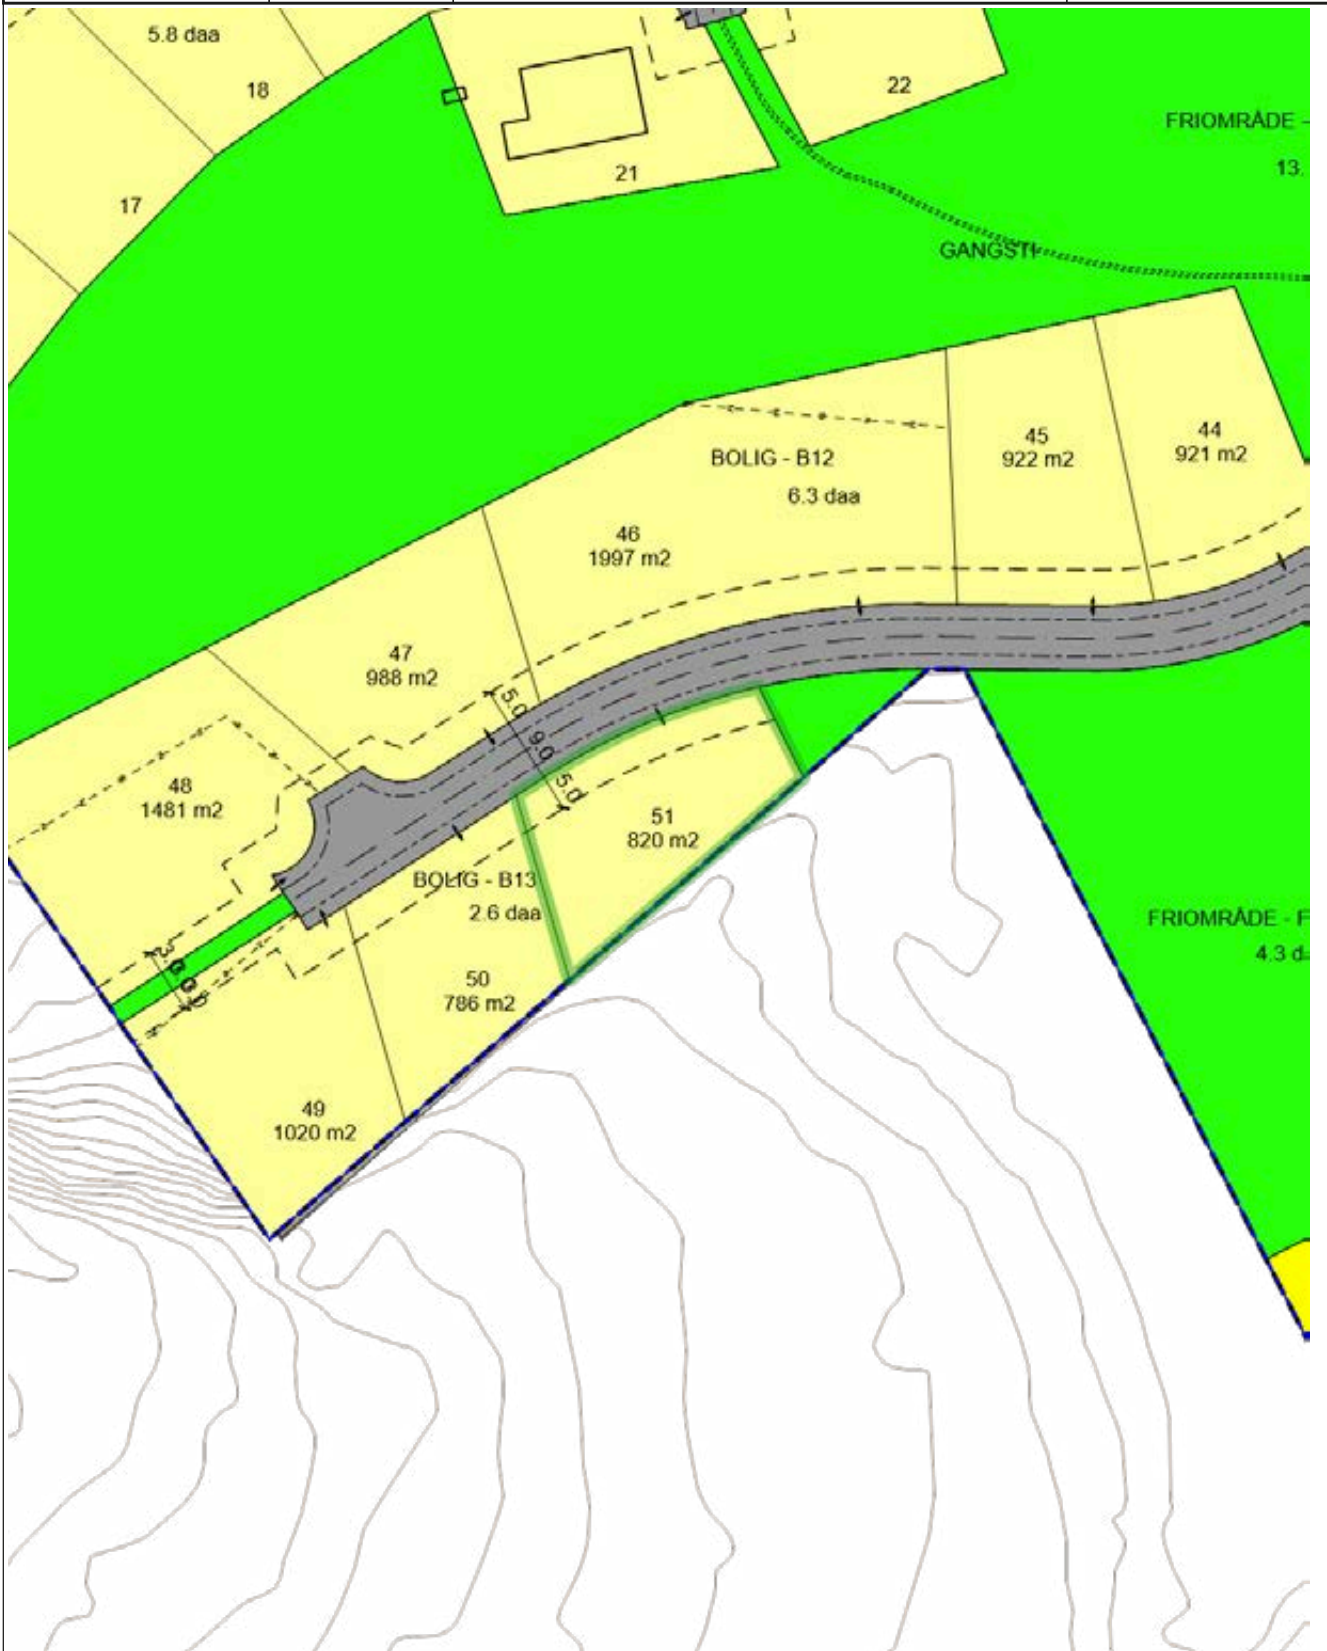 5.8 daa
18
22
FRIOMRÅDE -
13.
21
17
GANGSTI
45
922 m2
44
921 m2
BOLIG - B12
6.3 daa
46
1997 m2
47
988 m2
5.0
9.0
5.0
48
1481 m2
51
820 m2
BOLIG - B13
2.6 daa
FRIOMRÅDE - F
4.3 da
50
786 m2
49
1020 m2